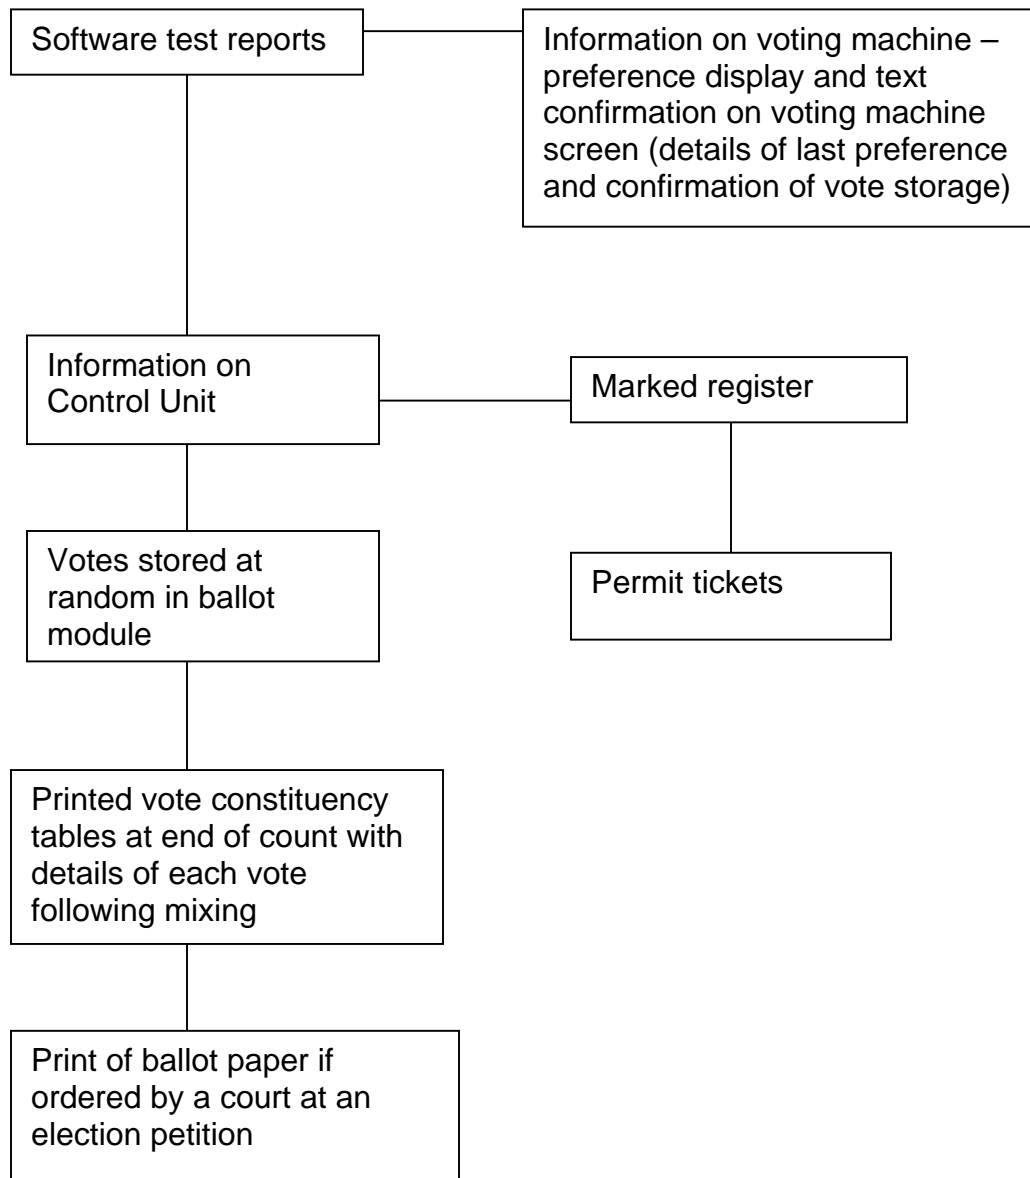 Software test reports
Information on voting machine –
preference display and text
confirmation on voting machine
screen (details of last preference
and confirmation of vote storage)
Information on
Control Unit
Marked register
Votes stored at
random in ballot
module
Permit tickets
Printed vote constituency
tables at end of count with
details of each vote
following mixing
Print of ballot paper if
ordered by a court at an
election petition